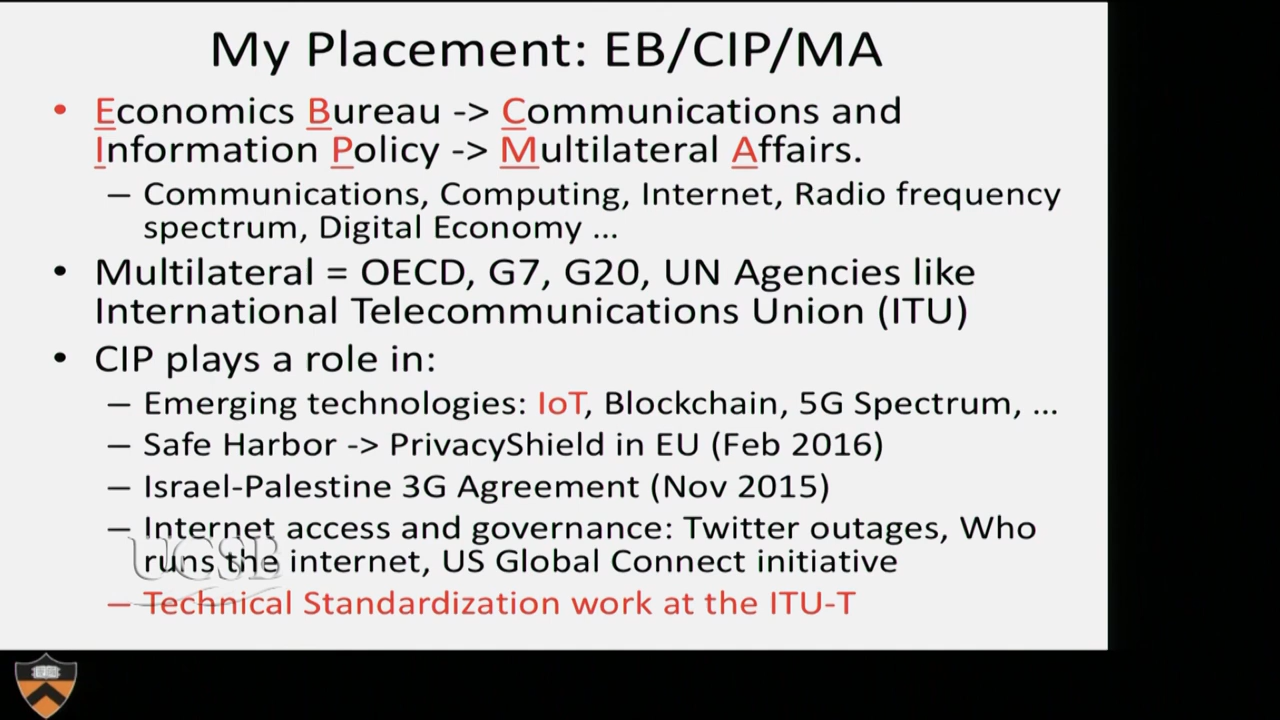 My Placement: EB/CIP/MA
• Economics Bureau -> Communications and
Information Policy -> Multilateral Affairs.
– Communications, Computing, Internet, Radio frequency
spectrum, Digital Economy ...
• Multilateral = OECD, G7, G20, UN Agencies like
International Telecommunications Union (ITU)
• CIP plays a role in:
– Emerging technologies: IoT, Blockchain, 5G Spectrum, ...
– Safe Harbor -> PrivacyShield in EU (Feb 2016)
– Israel-Palestine 3G Agreement (Nov 2015)
– Internet access and governance: Twitter outages, Who
runs the internet, US Global Connect initiative
UCSB
– Technical Standardization work at the ITU-T